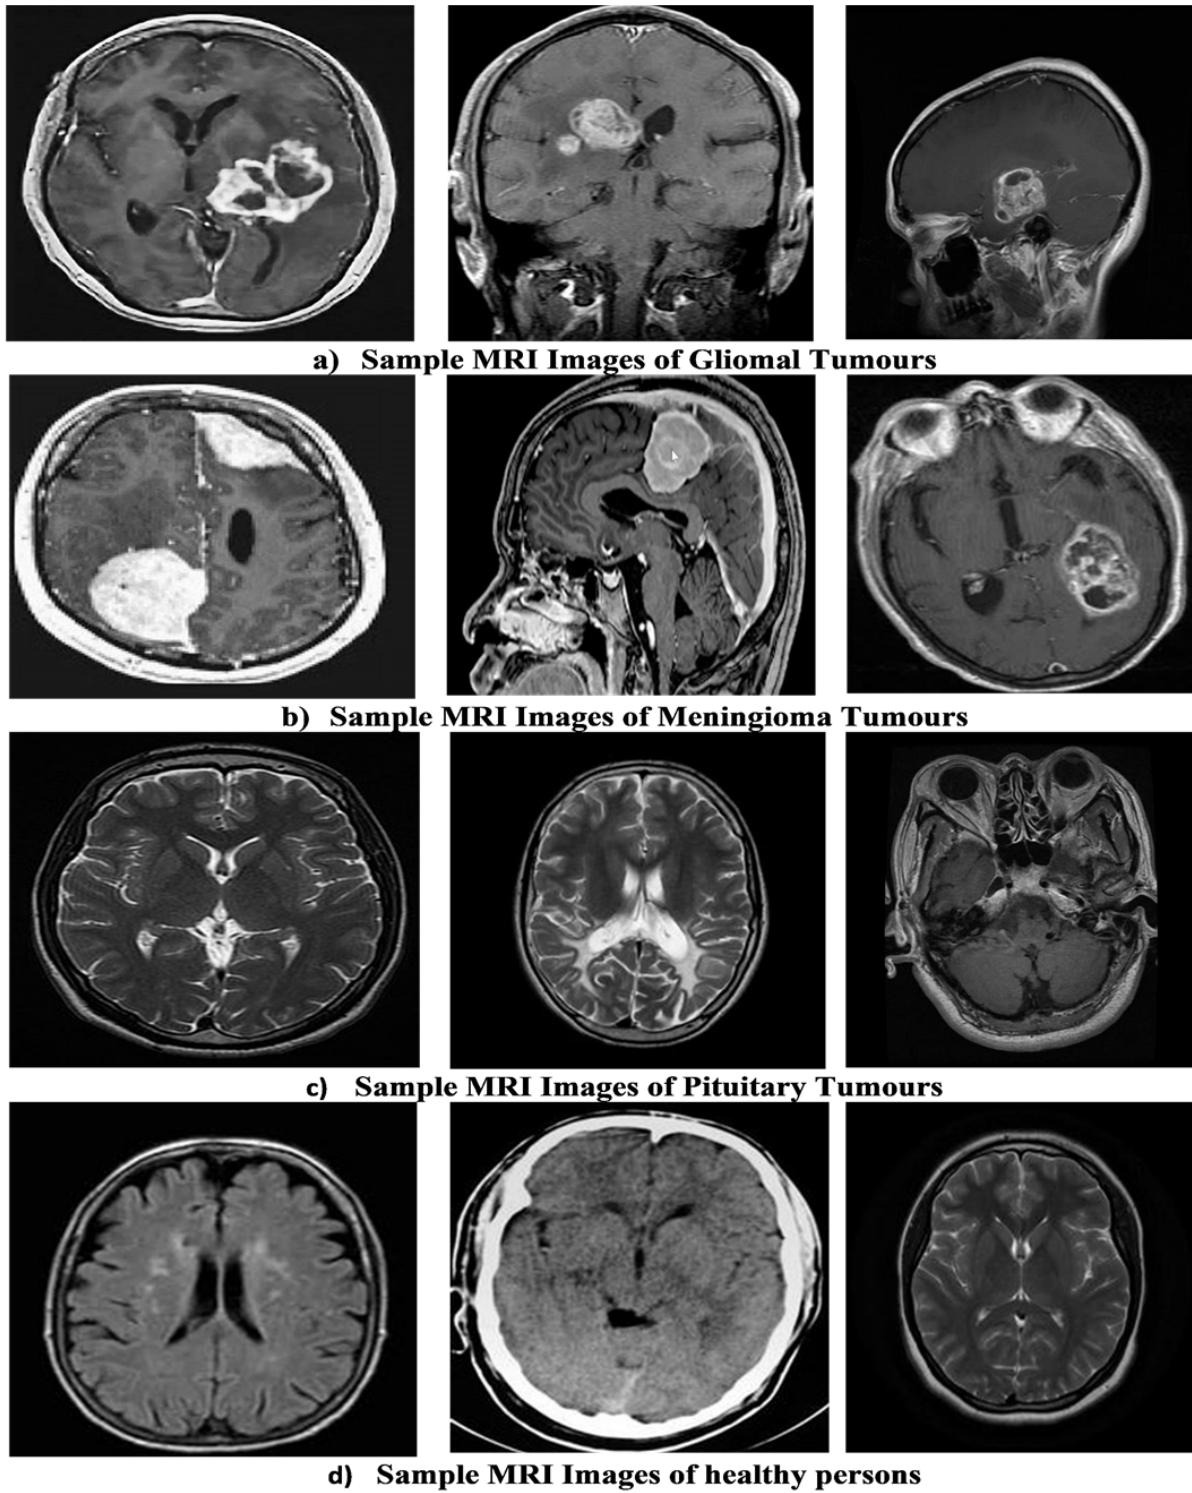 a) Sample MRI Images of Gliomal Tumours
b) Sample MRI Images of Meningioma Tumours
c) Sample MRI Images of Pituitary Tumours
d) Sample MRI Images of healthy persons